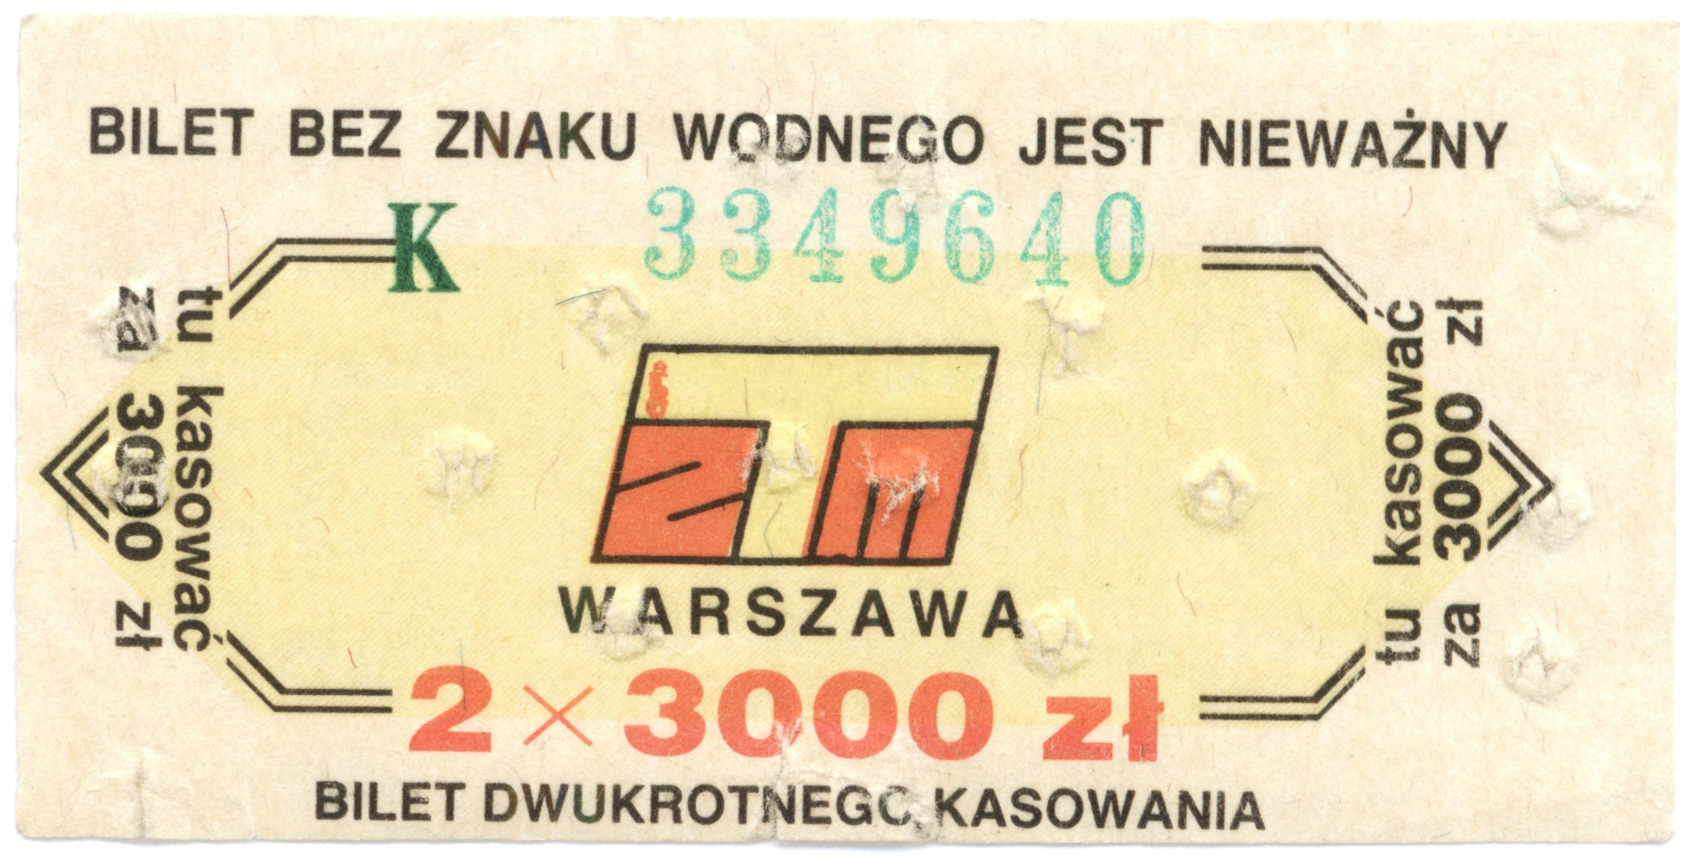 BILET BEZ ZNAKU WODNEGO JEST NIEWAŻNY
K 3349640
tu kasować
za 3000 zł
ZTM
WARSZAWA
tu kasować
za 3000 zł
2 × 3000 zł
BILET DWUKROTNEGO KASOWANIA